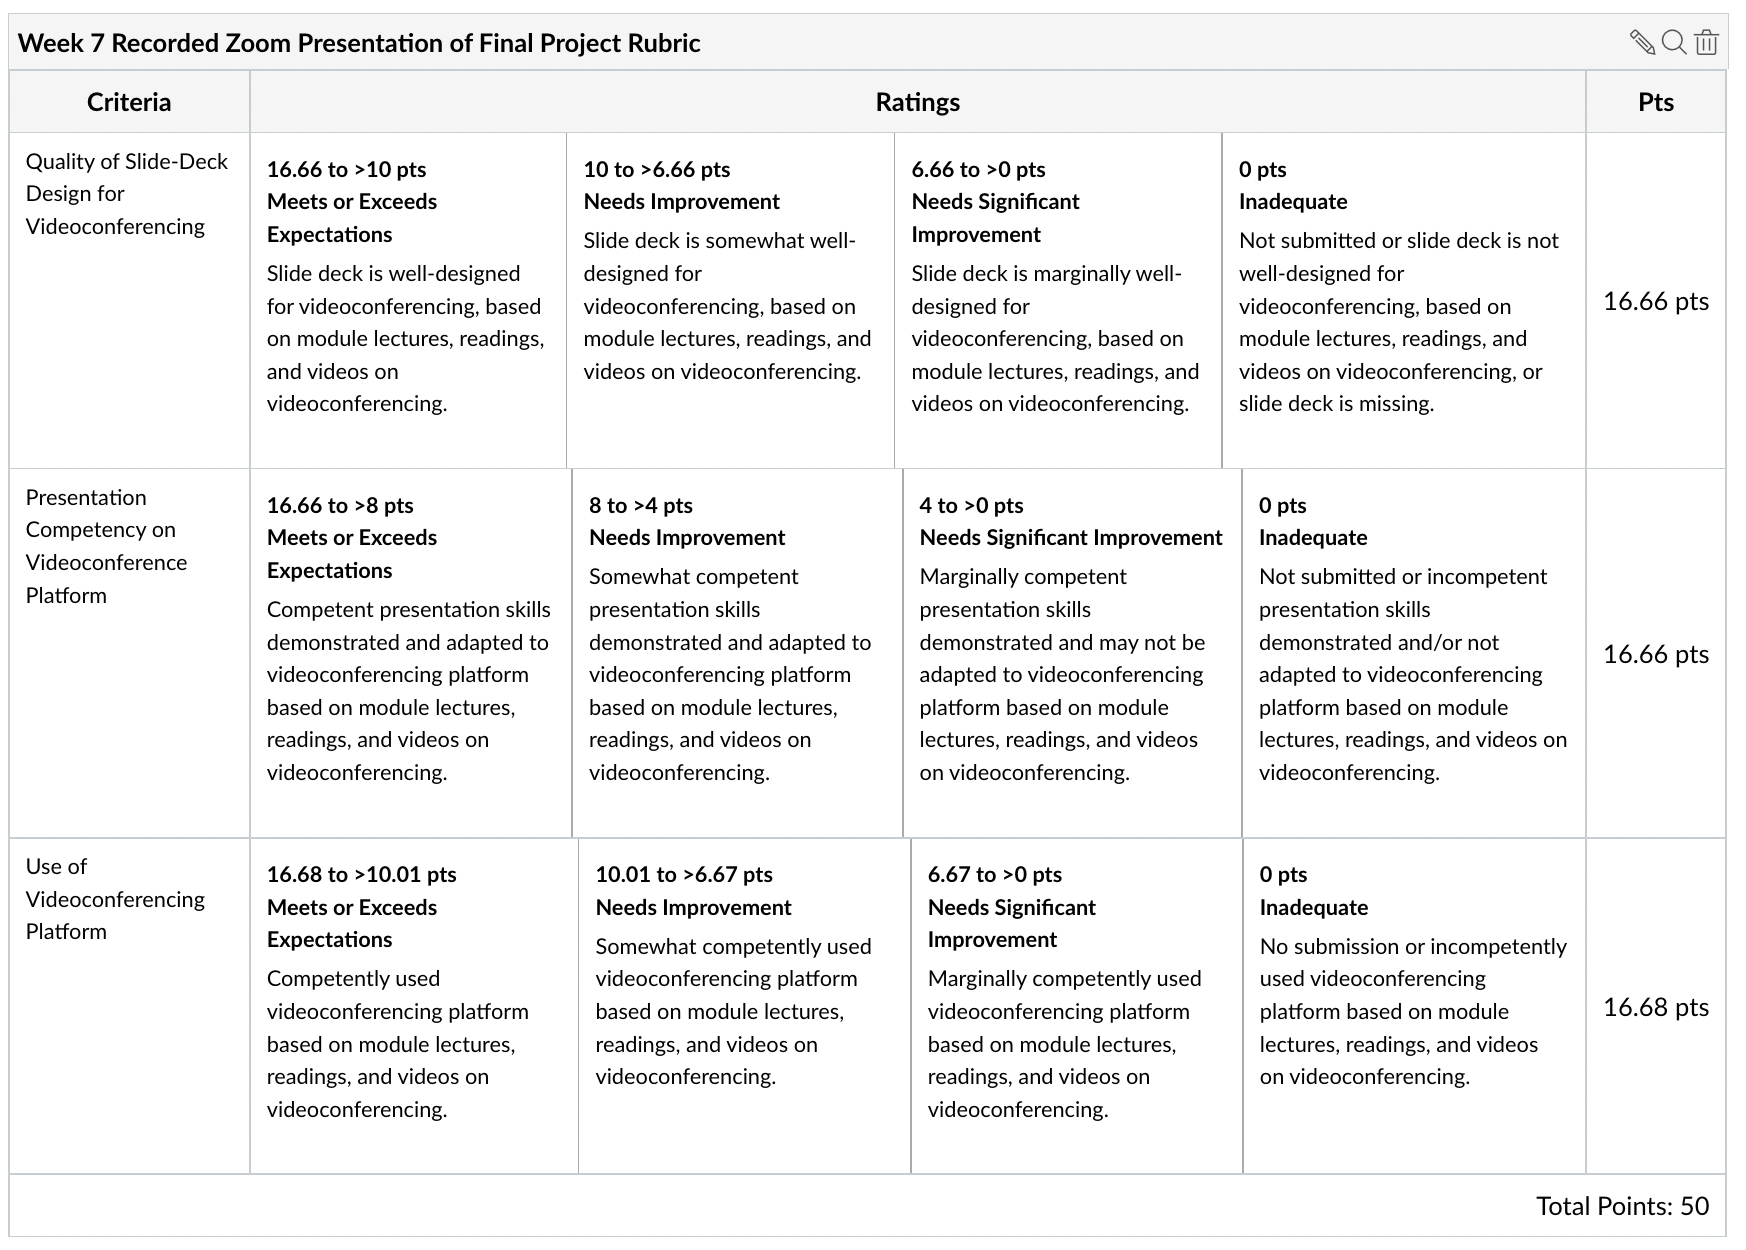 Week 7 Recorded Zoom Presentation of Final Project Rubric
Criteria
Ratings
Pts
Quality of Slide-Deck
Design for
Videoconferencing
16.66 to >10 pts
Meets or Exceeds
Expectations
Slide deck is well-designed
for videoconferencing, based
on module lectures, readings,
and videos on
videoconferencing.
10 to >6.66 pts
Needs Improvement
Slide deck is somewhat well-
designed for
videoconferencing, based on
module lectures, readings, and
videos on videoconferencing.
6.66 to >0 pts
Needs Significant
Improvement
Slide deck is marginally well-
designed for
videoconferencing, based on
module lectures, readings, and
videos on videoconferencing.
0 pts
Inadequate
Not submitted or slide deck is not
well-designed for
videoconferencing, based on
module lectures, readings, and
videos on videoconferencing, or
slide deck is missing.
16.66 pts
Presentation
Competency on
Videoconference
Platform
16.66 to >8 pts
Meets or Exceeds
Expectations
Competent presentation skills
demonstrated and adapted to
videoconferencing platform
based on module lectures,
readings, and videos on
videoconferencing.
8 to >4 pts
Needs Improvement
Somewhat competent
presentation skills
demonstrated and adapted to
videoconferencing platform
based on module lectures,
readings, and videos on
videoconferencing.
4 to >0 pts
Needs Significant Improvement
Marginally competent
presentation skills
demonstrated and may not be
adapted to videoconferencing
platform based on module
lectures, readings, and videos
on videoconferencing.
0 pts
Inadequate
Not submitted or incompetent
presentation skills
demonstrated and/or not
adapted to videoconferencing
platform based on module
lectures, readings, and videos on
videoconferencing.
16.66 pts
Use of
Videoconferencing
Platform
16.68 to >10.01 pts
Meets or Exceeds
Expectations
Competently used
videoconferencing platform
based on module lectures,
readings, and videos on
videoconferencing.
10.01 to >6.67 pts
Needs Improvement
Somewhat competently used
videoconferencing platform
based on module lectures,
readings, and videos on
videoconferencing.
6.67 to >0 pts
Needs Significant
Improvement
Marginally competently used
videoconferencing platform
based on module lectures,
readings, and videos on
videoconferencing.
0 pts
Inadequate
No submission or incompetently
used videoconferencing
platform based on module
lectures, readings, and videos
on videoconferencing.
16.68 pts
Total Points: 50